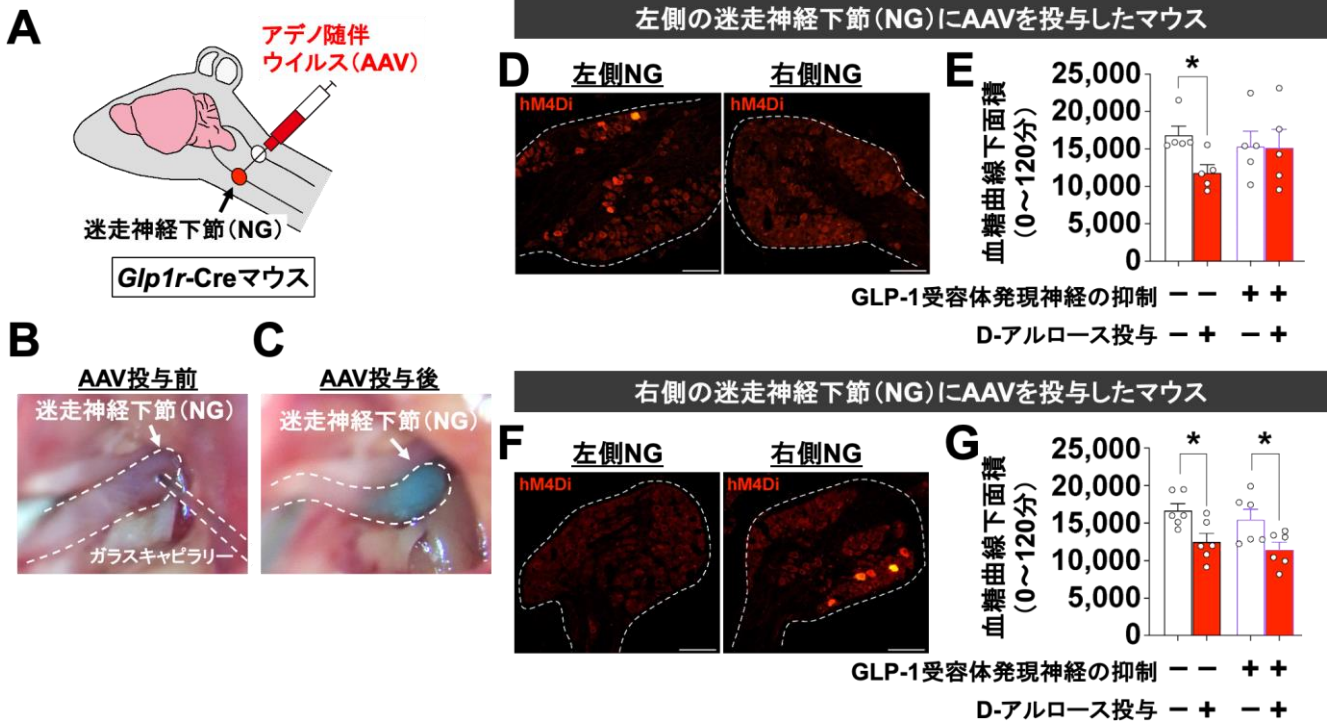 A
アデノ随伴
ウイルス（AAV）
迷走神経下節（NG）
Glp1r-Creマウス
B
AAV投与前
迷走神経下節（NG）
ガラスキャピラリー
C
AAV投与後
迷走神経下節（NG）
左側の迷走神経下節（NG）にAAVを投与したマウス
D
左側NG
右側NG
hM4Di
hM4Di
E
血糖曲線下面積
（0〜120分）
25,000
20,000
15,000
10,000
5,000
0
*
GLP-1受容体発現神経の抑制 − − + +
D-アルロース投与 − + − +
右側の迷走神経下節（NG）にAAVを投与したマウス
F
左側NG
右側NG
hM4Di
hM4Di
G
血糖曲線下面積
（0〜120分）
25,000
20,000
15,000
10,000
5,000
0
* *
GLP-1受容体発現神経の抑制 − − + +
D-アルロース投与 − + − +